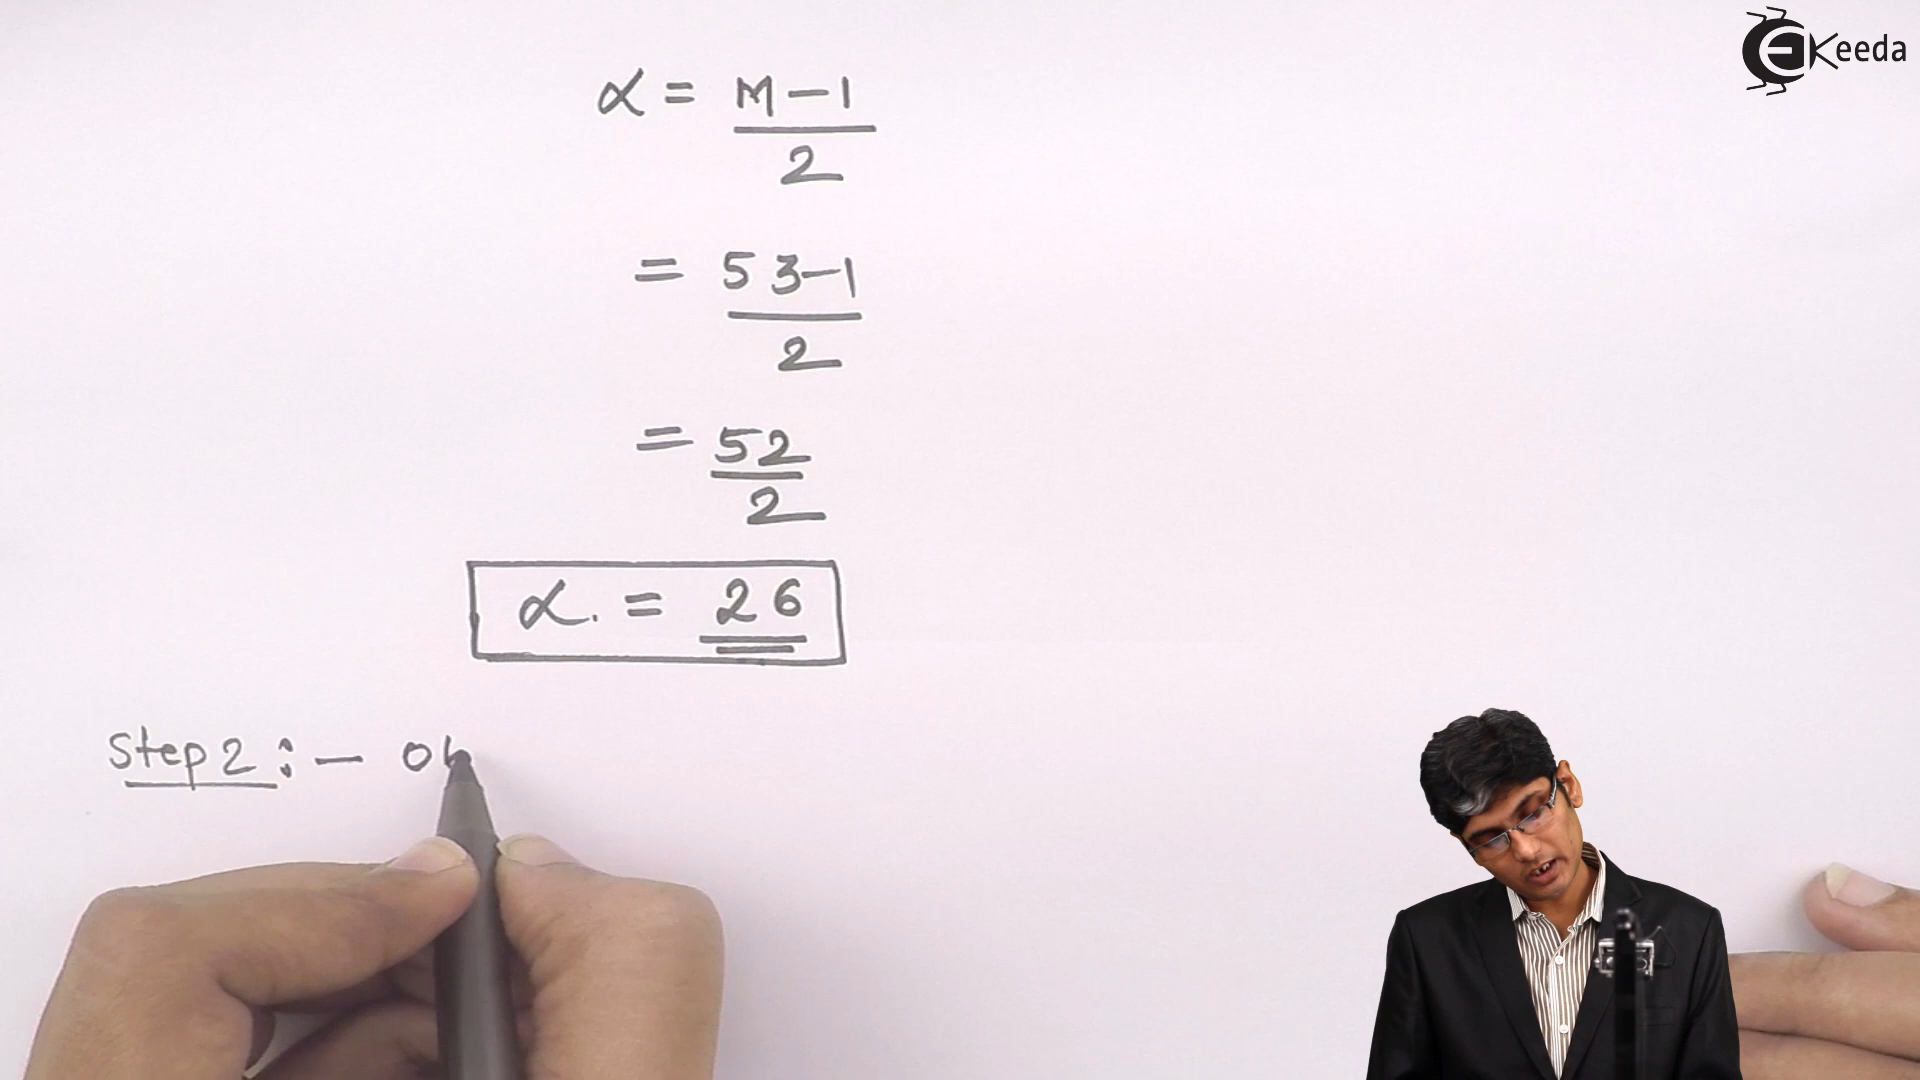 EKeeda
α = M - 1
2
= 53-1
2
= 52
2
α. = 26
Step 2 : -